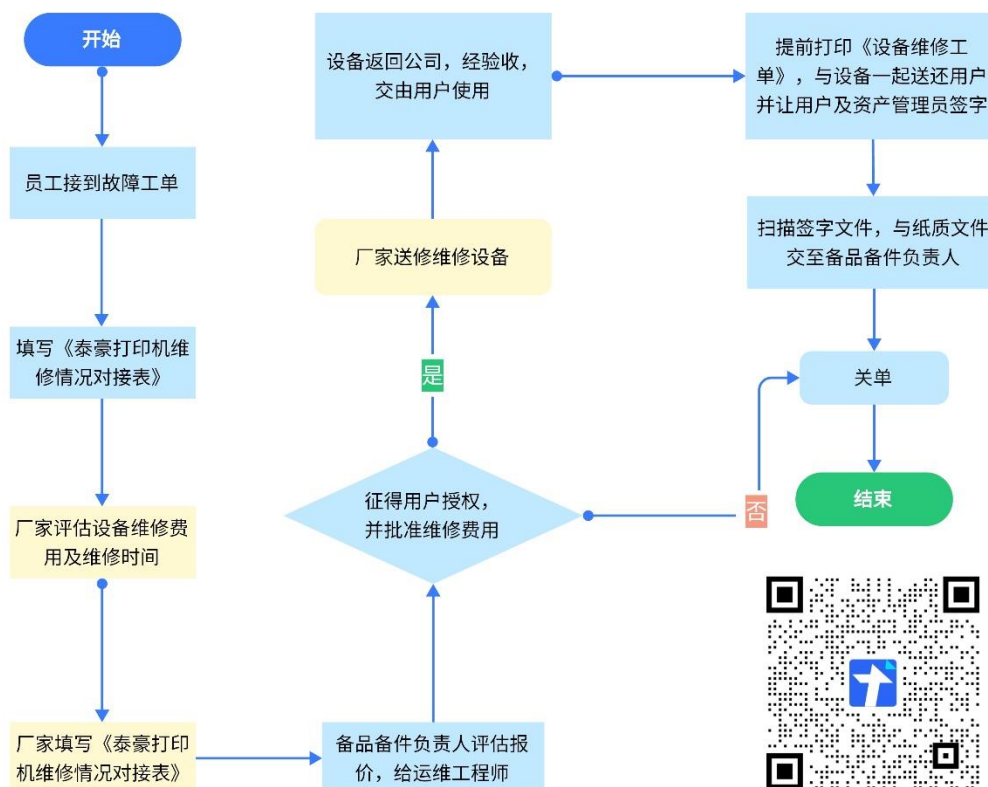 开始
员工接到故障工单
填写《泰豪打印机维
修情况对接表》
厂家评估设备维修费
用及维修时间
厂家填写《泰豪打印
机维修情况对接表》
备品备件负责人评估报
价，给运维工程师
征得用户授权，
并批准维修费用
是
厂家送修维修设备
设备返回公司，经验收，
交由用户使用
提前打印《设备维修工
单》，与设备一起送还用户
并让用户及资产管理员签字
扫描签字文件，与纸质文件
交至备品备件负责人
否
关单
结束